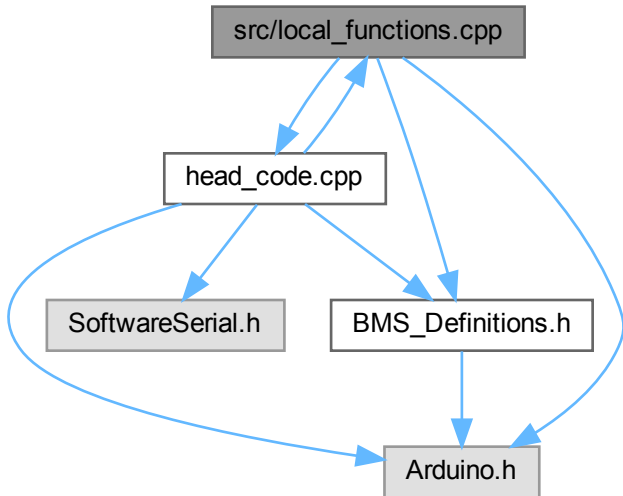 src/local_functions.cpp
head_code.cpp
SoftwareSerial.h
BMS_Definitions.h
Arduino.h